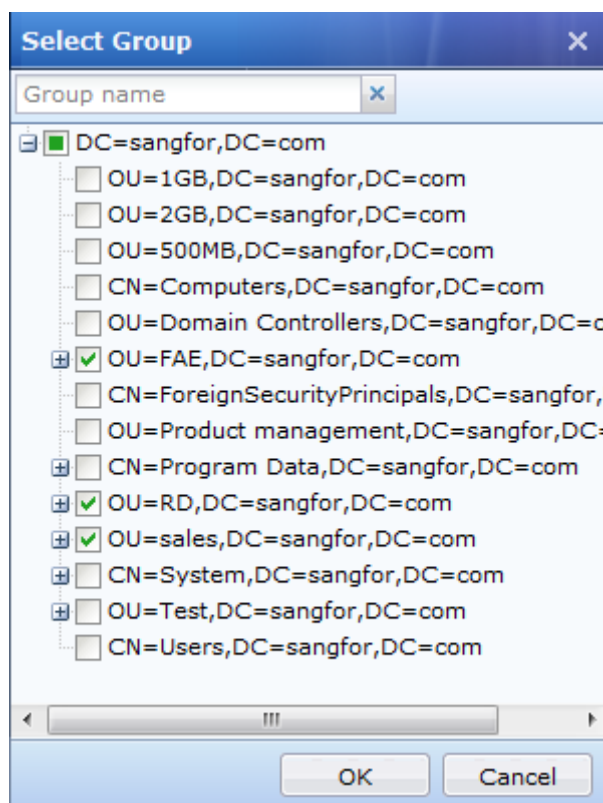 Select Group
Group name
DC=sangfor,DC=com
OU=1GB,DC=sangfor,DC=com
OU=2GB,DC=sangfor,DC=com
OU=500MB,DC=sangfor,DC=com
CN=Computers,DC=sangfor,DC=com
OU=Domain Controllers,DC=sangfor,DC=c
OU=FAE,DC=sangfor,DC=com
CN=ForeignSecurityPrincipals,DC=sangfor,
OU=Product management,DC=sangfor,DC=
CN=Program Data,DC=sangfor,DC=com
OU=RD,DC=sangfor,DC=com
OU=sales,DC=sangfor,DC=com
CN=System,DC=sangfor,DC=com
OU=Test,DC=sangfor,DC=com
CN=Users,DC=sangfor,DC=com
OK Cancel